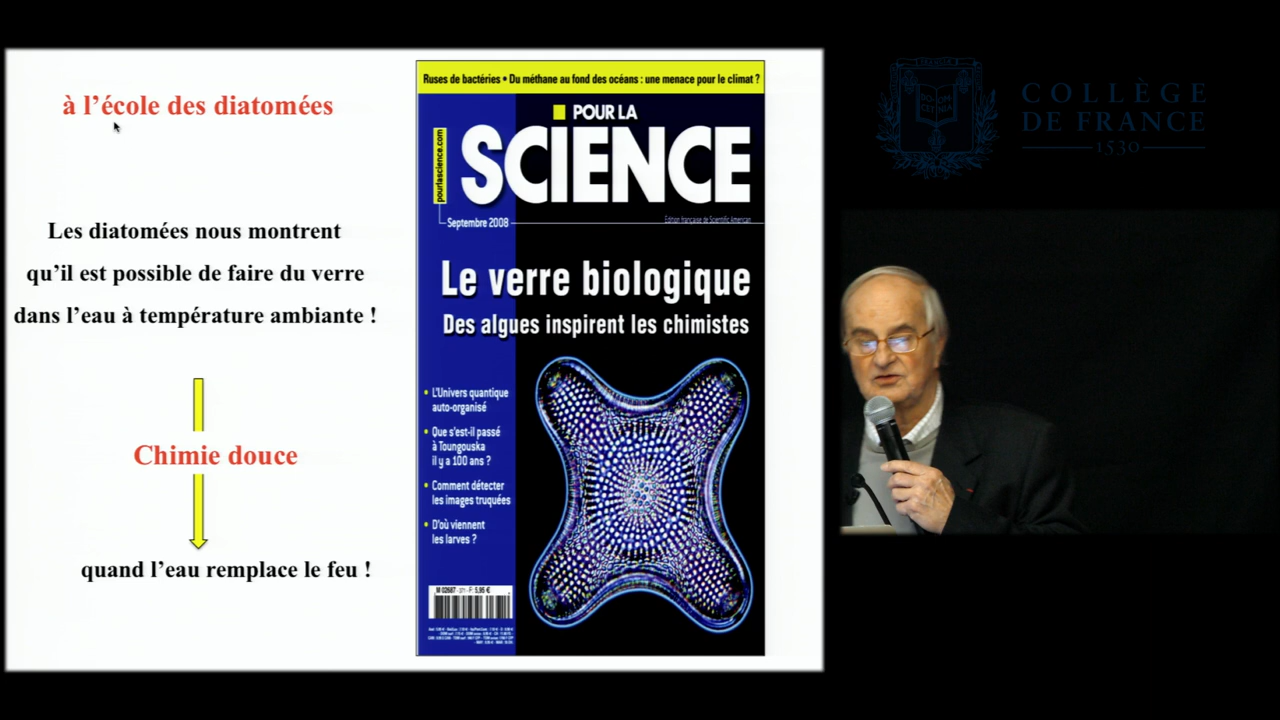 à l'école des diatomées
Les diatomées nous montrent
qu'il est possible de faire du verre
dans l'eau à température ambiante !
Chimie douce
quand l'eau remplace le feu !
Ruses de bactéries • Du méthane au fond des océans : une menace pour le climat ?
POUR LA
SCIENCE
pourlascience.com
Septembre 2008
Édition française de Scientific American
Le verre biologique
Des algues inspirent les chimistes
• L'Univers quantique
auto-organisé
• Que s'est-il passé
à Toungouska
il y a 100 ans ?
• Comment détecter
les images truquées
• D'où viennent
les larves ?
M 02687 - 371 - F: 5,95 €
COLLÈGE
DE FRANCE
1530